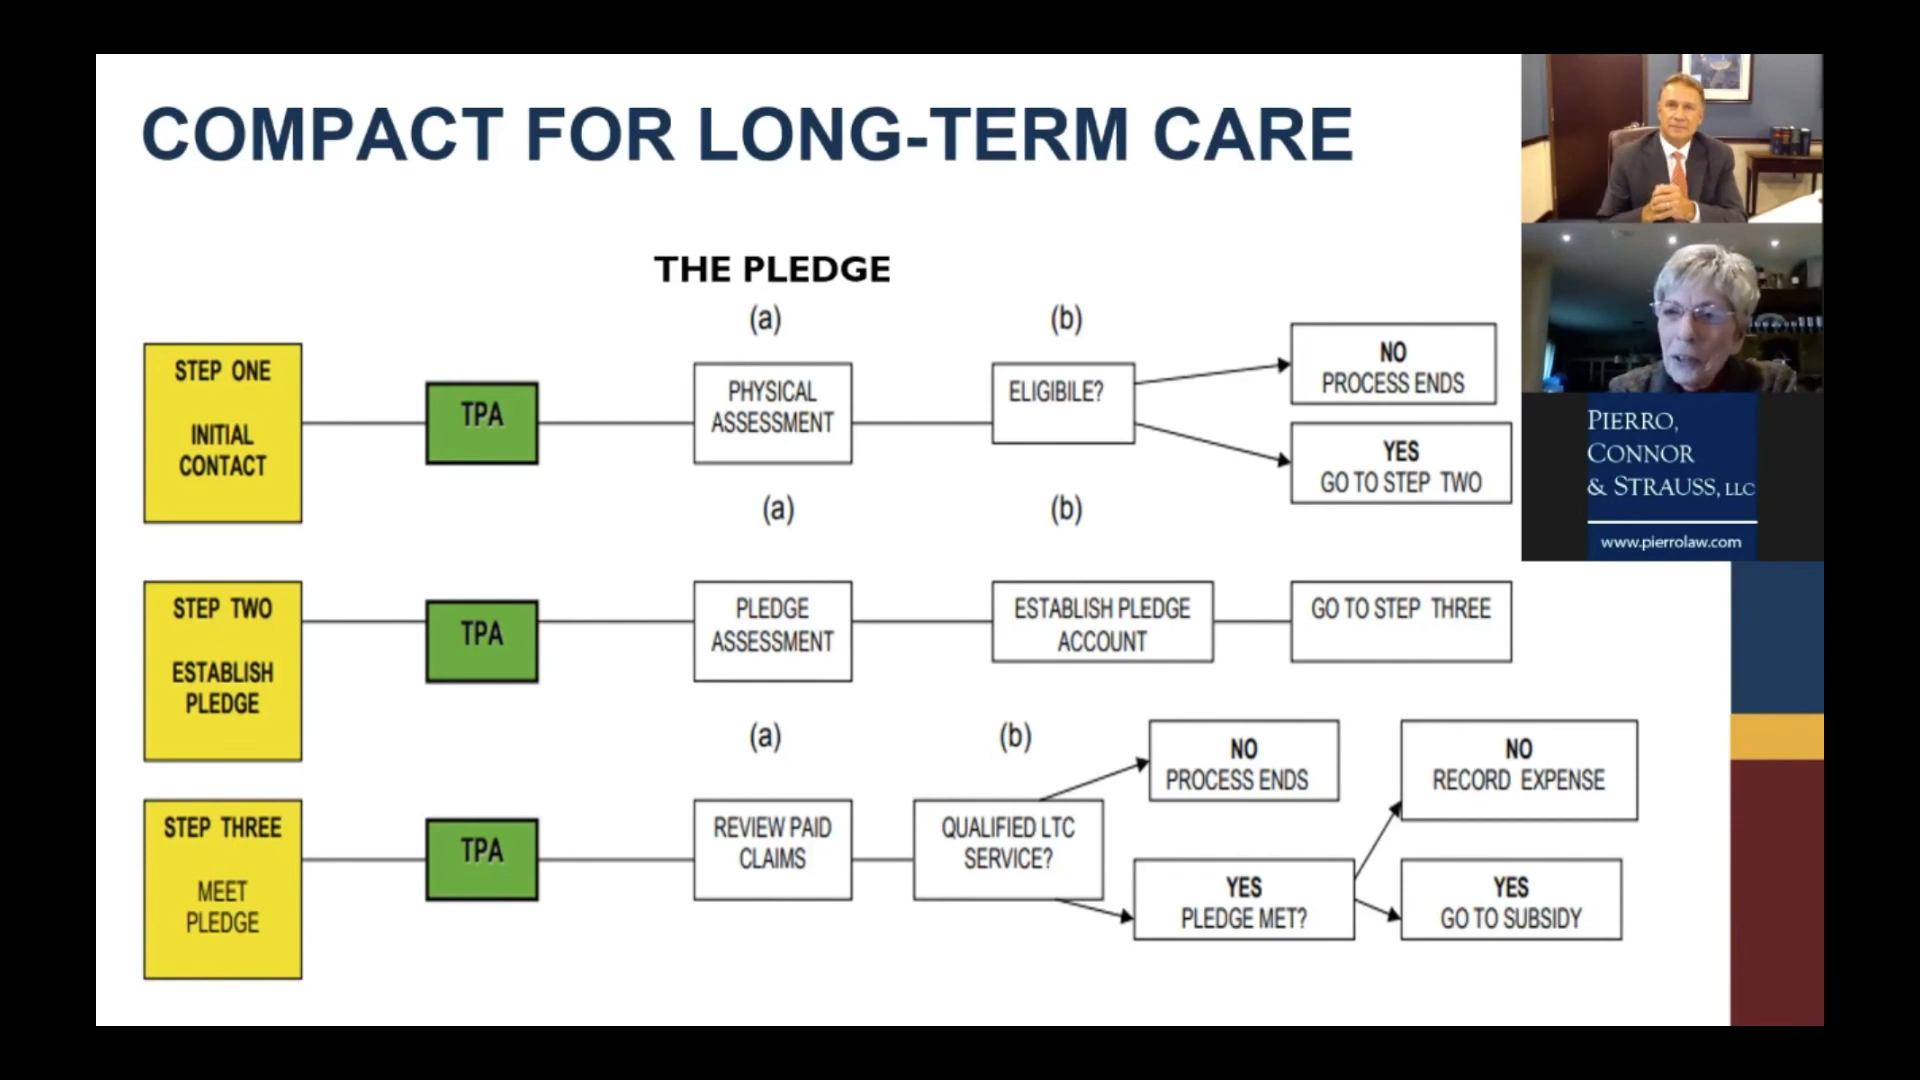 COMPACT FOR LONG-TERM CARE
THE PLEDGE
(a)
(b)
STEP ONE
INITIAL
CONTACT
TPA
PHYSICAL
ASSESSMENT
ELIGIBILE?
NO
PROCESS ENDS
YES
GO TO STEP TWO
(a)
(b)
STEP TWO
ESTABLISH
PLEDGE
TPA
PLEDGE
ASSESSMENT
ESTABLISH PLEDGE
ACCOUNT
GO TO STEP THREE
(a)
(b)
STEP THREE
MEET
PLEDGE
TPA
REVIEW PAID
CLAIMS
QUALIFIED LTC
SERVICE?
NO
PROCESS ENDS
YES
PLEDGE MET?
NO
RECORD EXPENSE
YES
GO TO SUBSIDY
PIERRO,
CONNOR
& STRAUSS, LLC
www.pierrolaw.com